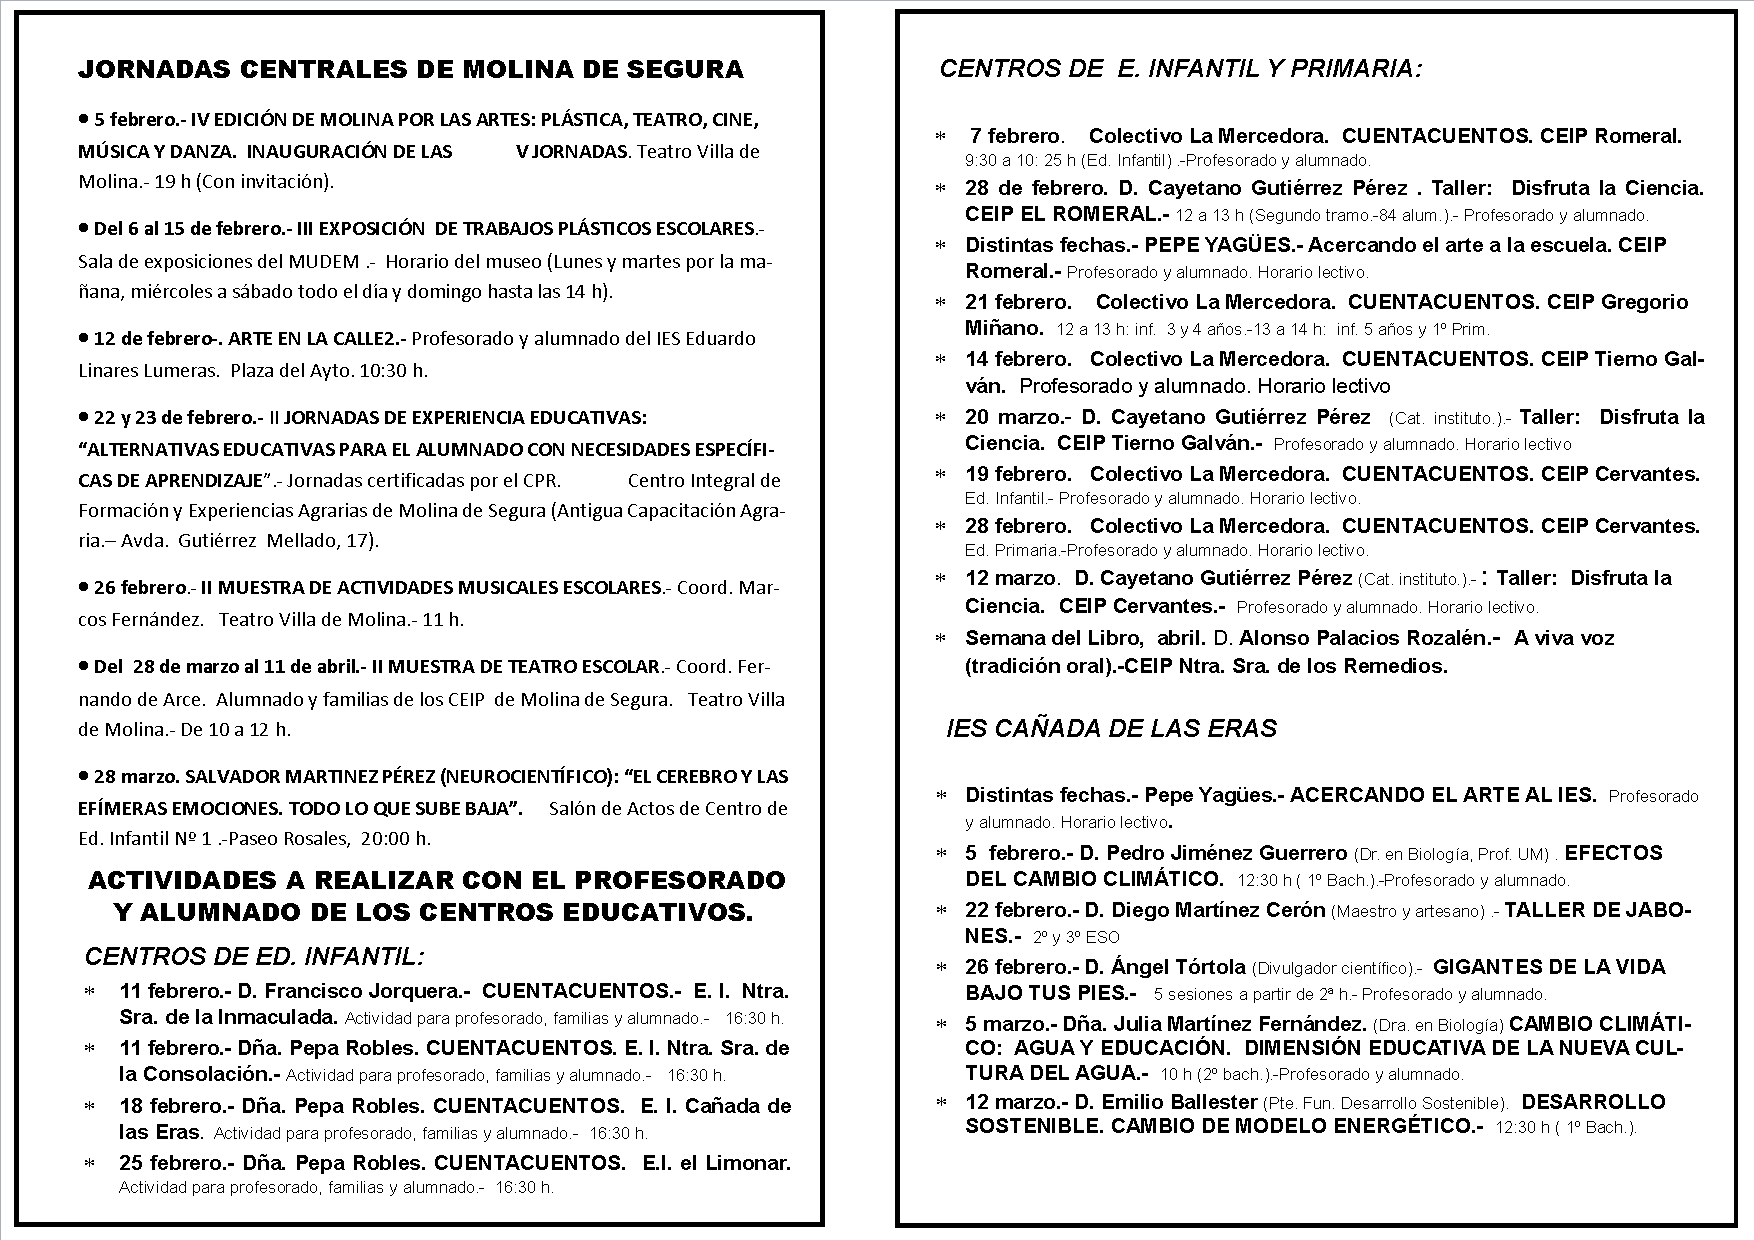 JORNADAS CENTRALES DE MOLINA DE SEGURA
● 5 febrero.- IV EDICIÓN DE MOLINA POR LAS ARTES: PLÁSTICA, TEATRO, CINE,
MÚSICA Y DANZA. INAUGURACIÓN DE LAS V JORNADAS. Teatro Villa de
Molina.- 19 h (Con invitación).
● Del 6 al 15 de febrero.- III EXPOSICIÓN DE TRABAJOS PLÁSTICOS ESCOLARES.-
Sala de exposiciones del MUDEM .- Horario del museo (Lunes y martes por la ma-
ñana, miércoles a sábado todo el día y domingo hasta las 14 h).
● 12 de febrero-. ARTE EN LA CALLE2.- Profesorado y alumnado del IES Eduardo
Linares Lumeras. Plaza del Ayto. 10:30 h.
● 22 y 23 de febrero.- II JORNADAS DE EXPERIENCIA EDUCATIVAS:
“ALTERNATIVAS EDUCATIVAS PARA EL ALUMNADO CON NECESIDADES ESPECÍFI-
CAS DE APRENDIZAJE”.- Jornadas certificadas por el CPR. Centro Integral de
Formación y Experiencias Agrarias de Molina de Segura (Antigua Capacitación Agra-
ria.– Avda. Gutiérrez Mellado, 17).
● 26 febrero.- II MUESTRA DE ACTIVIDADES MUSICALES ESCOLARES.- Coord. Mar-
cos Fernández. Teatro Villa de Molina.- 11 h.
● Del 28 de marzo al 11 de abril.- II MUESTRA DE TEATRO ESCOLAR.- Coord. Fer-
nando de Arce. Alumnado y familias de los CEIP de Molina de Segura. Teatro Villa
de Molina.- De 10 a 12 h.
● 28 marzo. SALVADOR MARTINEZ PÉREZ (NEUROCIENTÍFICO): “EL CEREBRO Y LAS
EFÍMERAS EMOCIONES. TODO LO QUE SUBE BAJA”. Salón de Actos de Centro de
Ed. Infantil Nº 1 .-Paseo Rosales, 20:00 h.
ACTIVIDADES A REALIZAR CON EL PROFESORADO
Y ALUMNADO DE LOS CENTROS EDUCATIVOS.
CENTROS DE ED. INFANTIL:
* 11 febrero.- D. Francisco Jorquera.- CUENTACUENTOS.- E. I. Ntra.
Sra. de la Inmaculada. Actividad para profesorado, familias y alumnado.- 16:30 h.
* 11 febrero.- Dña. Pepa Robles. CUENTACUENTOS. E. I. Ntra. Sra. de
la Consolación.- Actividad para profesorado, familias y alumnado.- 16:30 h.
* 18 febrero.- Dña. Pepa Robles. CUENTACUENTOS. E. I. Cañada de
las Eras. Actividad para profesorado, familias y alumnado.- 16:30 h.
* 25 febrero.- Dña. Pepa Robles. CUENTACUENTOS. E.I. el Limonar.
Actividad para profesorado, familias y alumnado.- 16:30 h.
CENTROS DE E. INFANTIL Y PRIMARIA:
* 7 febrero. Colectivo La Mercedora. CUENTACUENTOS. CEIP Romeral.
9:30 a 10: 25 h (Ed. Infantil) .-Profesorado y alumnado.
* 28 de febrero. D. Cayetano Gutiérrez Pérez . Taller: Disfruta la Ciencia.
CEIP EL ROMERAL.- 12 a 13 h (Segundo tramo.-84 alum.).- Profesorado y alumnado.
* Distintas fechas.- PEPE YAGÜES.- Acercando el arte a la escuela. CEIP
Romeral.- Profesorado y alumnado. Horario lectivo.
* 21 febrero. Colectivo La Mercedora. CUENTACUENTOS. CEIP Gregorio
Miñano. 12 a 13 h: inf. 3 y 4 años.-13 a 14 h: inf. 5 años y 1º Prim.
* 14 febrero. Colectivo La Mercedora. CUENTACUENTOS. CEIP Tierno Gal-
ván. Profesorado y alumnado. Horario lectivo
* 20 marzo.- D. Cayetano Gutiérrez Pérez (Cat. instituto.).- Taller: Disfruta la
Ciencia. CEIP Tierno Galván.- Profesorado y alumnado. Horario lectivo
* 19 febrero. Colectivo La Mercedora. CUENTACUENTOS. CEIP Cervantes.
Ed. Infantil.- Profesorado y alumnado. Horario lectivo.
* 28 febrero. Colectivo La Mercedora. CUENTACUENTOS. CEIP Cervantes.
Ed. Primaria.-Profesorado y alumnado. Horario lectivo.
* 12 marzo. D. Cayetano Gutiérrez Pérez (Cat. instituto.).- : Taller: Disfruta la
Ciencia. CEIP Cervantes.- Profesorado y alumnado. Horario lectivo.
* Semana del Libro, abril. D. Alonso Palacios Rozalén.- A viva voz
(tradición oral).-CEIP Ntra. Sra. de los Remedios.
IES CAÑADA DE LAS ERAS
* Distintas fechas.- Pepe Yagües.- ACERCANDO EL ARTE AL IES. Profesorado
y alumnado. Horario lectivo.
* 5 febrero.- D. Pedro Jiménez Guerrero (Dr. en Biología, Prof. UM) . EFECTOS
DEL CAMBIO CLIMÁTICO. 12:30 h ( 1º Bach.).-Profesorado y alumnado.
* 22 febrero.- D. Diego Martínez Cerón (Maestro y artesano) .- TALLER DE JABO-
NES.- 2º y 3º ESO
* 26 febrero.- D. Ángel Tórtola (Divulgador científico).- GIGANTES DE LA VIDA
BAJO TUS PIES.- 5 sesiones a partir de 2ª h.- Profesorado y alumnado.
* 5 marzo.- Dña. Julia Martínez Fernández. (Dra. en Biología) CAMBIO CLIMÁTI-
CO: AGUA Y EDUCACIÓN. DIMENSIÓN EDUCATIVA DE LA NUEVA CUL-
TURA DEL AGUA.- 10 h (2º bach.).-Profesorado y alumnado.
* 12 marzo.- D. Emilio Ballester (Pte. Fun. Desarrollo Sostenible). DESARROLLO
SOSTENIBLE. CAMBIO DE MODELO ENERGÉTICO.- 12:30 h ( 1º Bach.).